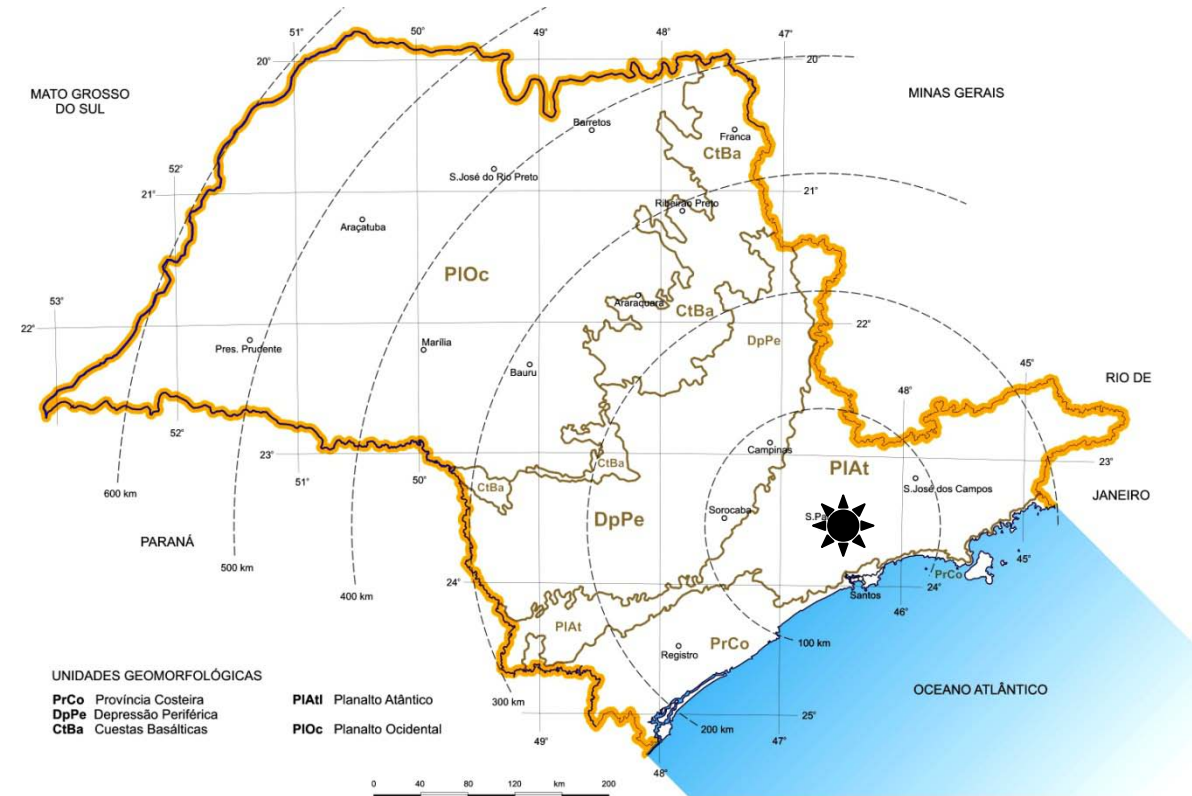 51°
50°
49°
48°
47°
20°
20°
MATO GROSSO
DO SUL
MINAS GERAIS
Barretos
Franca
CtBa
52°
S.José do Rio Preto
21°
21°
Ribeirão Preto
Araçatuba
PlOc
53°
Araraquara
CtBa
22°
22°
DpPe
Pres. Prudente
Marília
Bauru
45°
RIO DE
48°
52°
Campinas
23°
23°
51°
50°
CtBa
PlAt
CtBa
S.José dos Campos
600 km
JANEIRO
Sorocaba
S.Pa
DpPe
PARANÁ
45°
500 km
24°
PrCo
24°
400 km
Santos
46°
PlAt
PrCo
100 km
Registro
UNIDADES GEOMORFOLÓGICAS
OCEANO ATLÂNTICO
PrCo Província Costeira
PlAtl Planalto Atântico
300 km
DpPe Depressão Periférica
25°
CtBa Cuestas Basálticas
PlOc Planalto Ocidental
200 km
49°
47°
48°
0 40 80 120 km 200